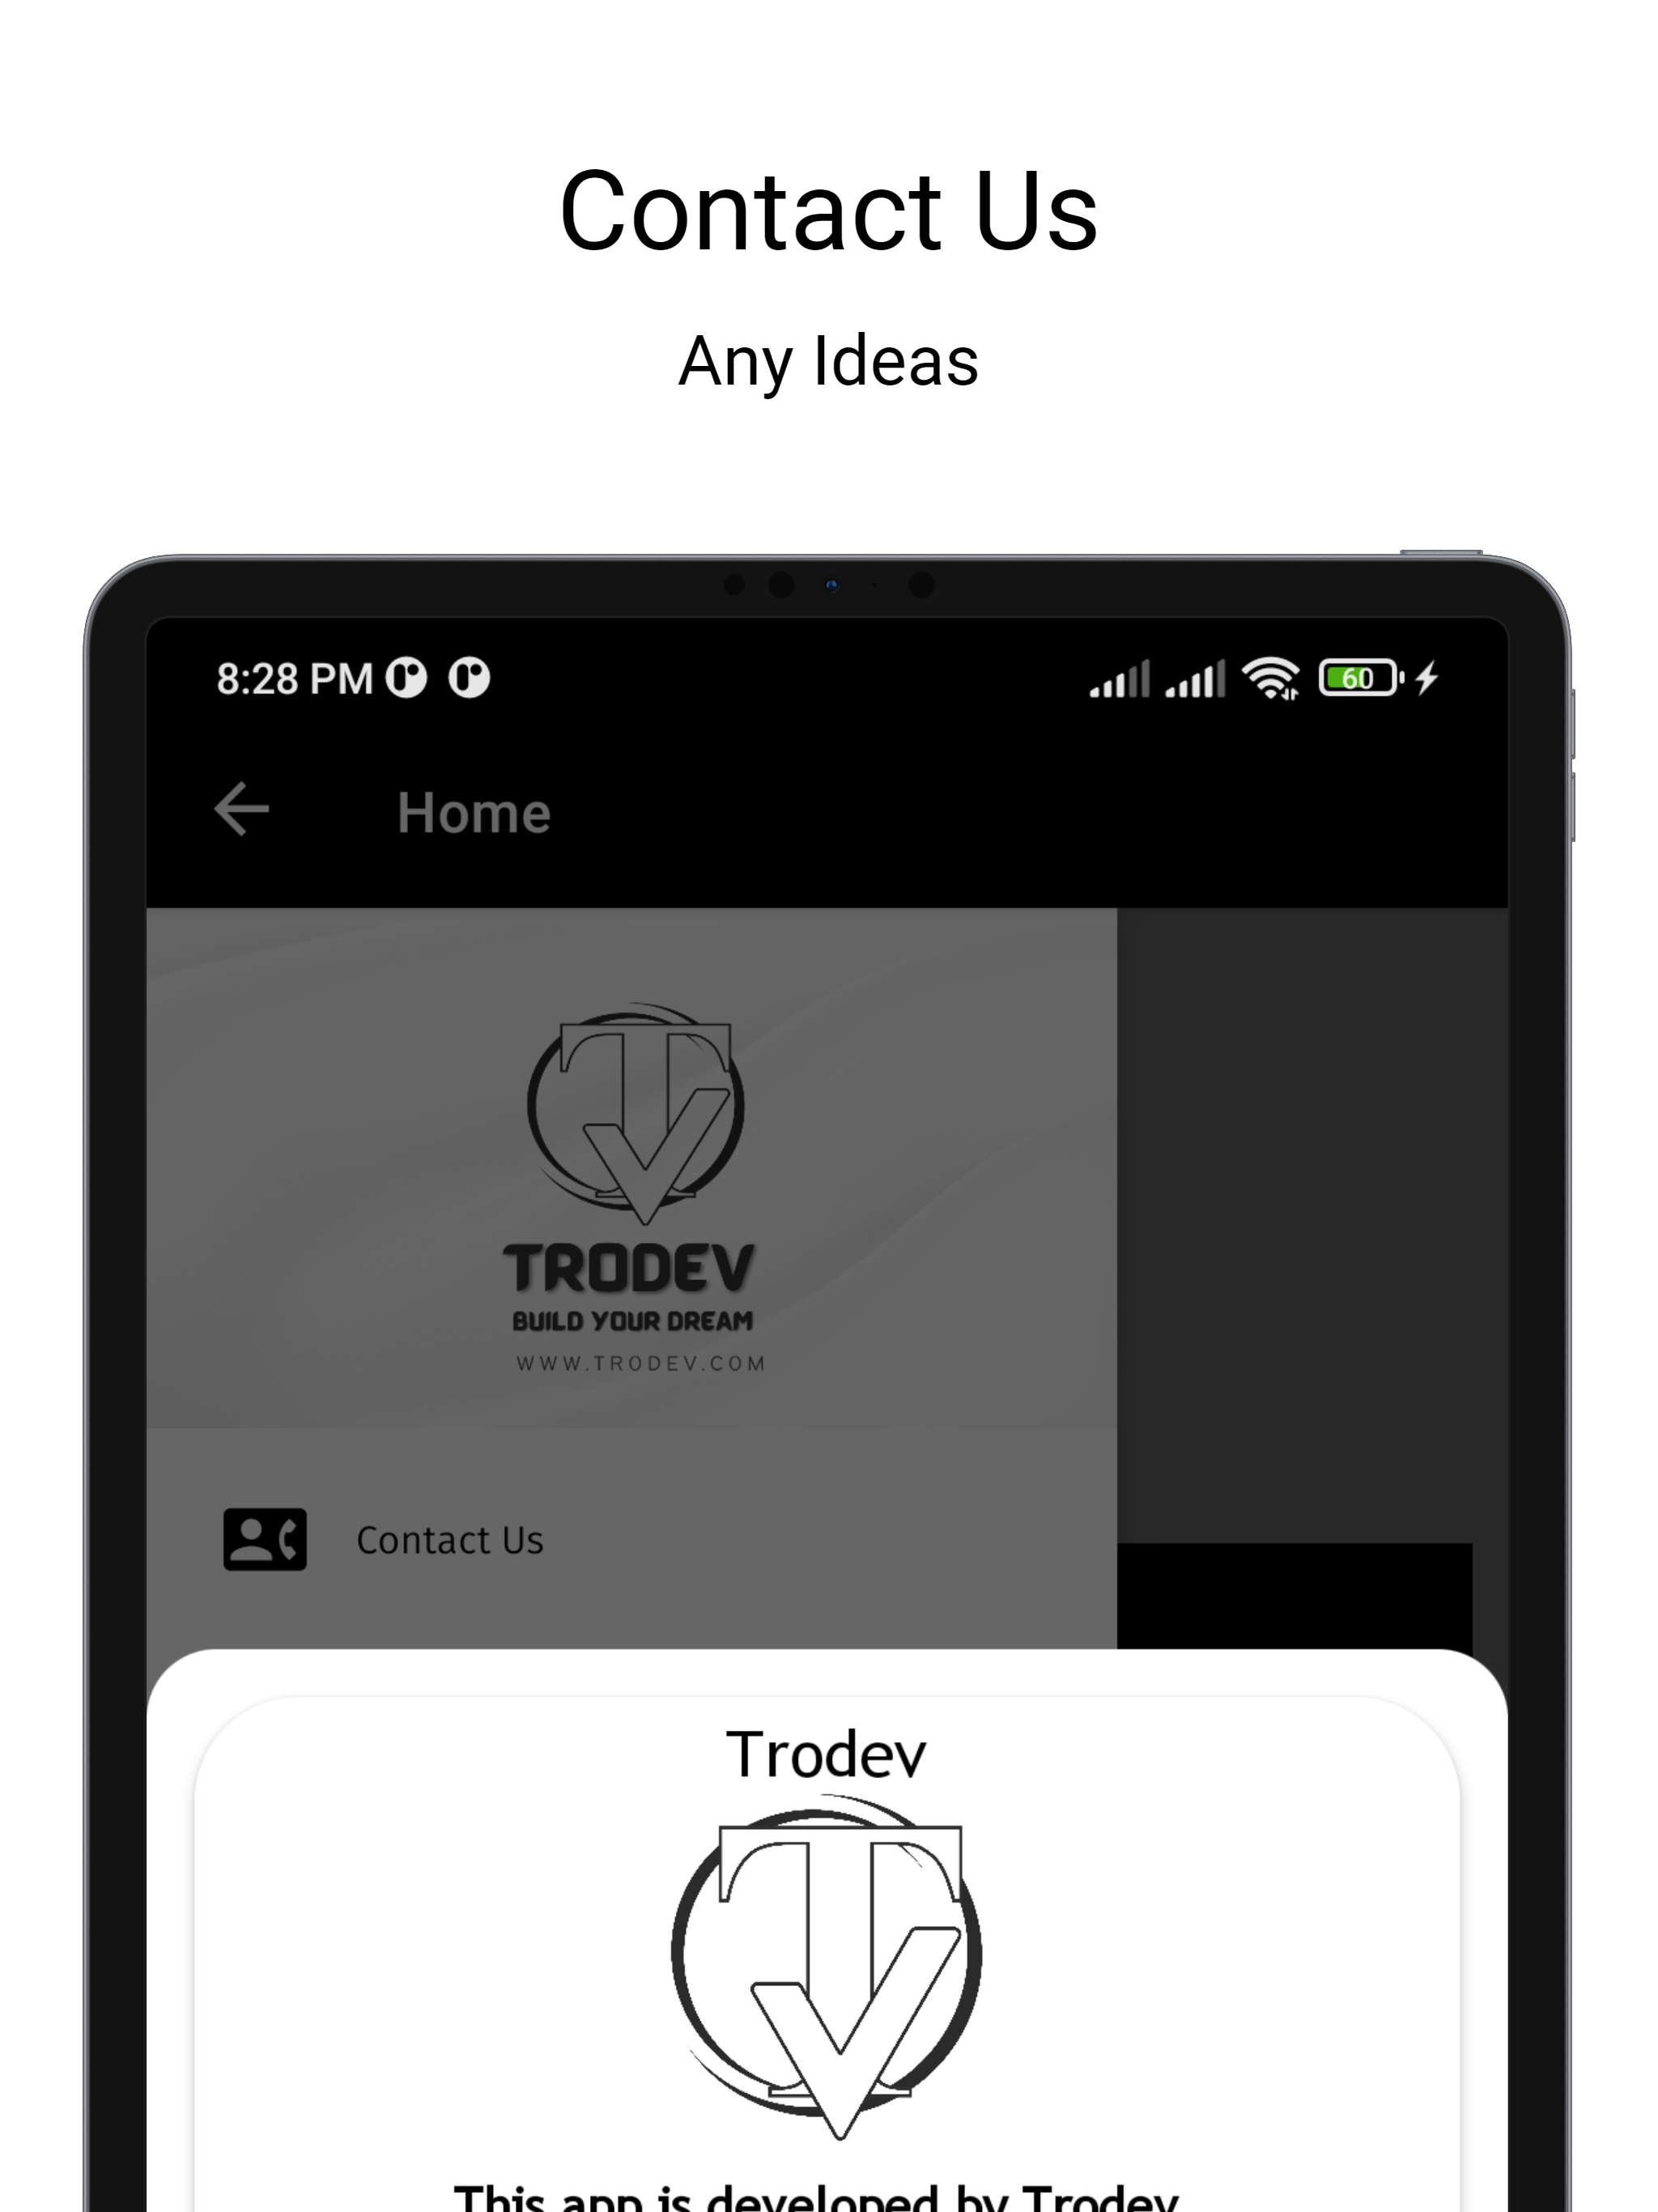 Contact Us
Any Ideas
8:28 PM
60
Home
TRODEV
BUILD YOUR DREAM
WWW.TRODEV.COM
Contact Us
Trodev
This app is developed by Trodev